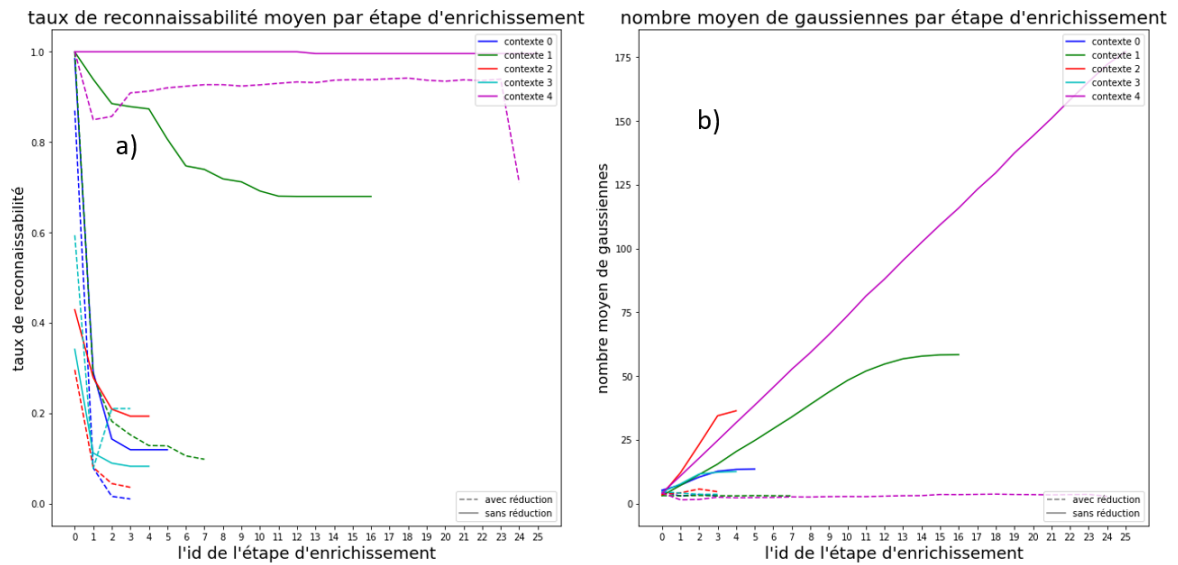 taux de reconnaissabilité moyen par étape d'enrichissement
1.0
0.8
0.6
0.4
0.2
0.0
taux de reconnaissabilité
a)
contexte 0
contexte 1
contexte 2
contexte 3
contexte 4
avec réduction
sans réduction
0 1 2 3 4 5 6 7 8 9 10 11 12 13 14 15 16 17 18 19 20 21 22 23 24 25
l'id de l'étape d'enrichissement
nombre moyen de gaussiennes par étape d'enrichissement
175
150
125
100
75
50
25
0
nombre moyen de gaussiennes
b)
contexte 0
contexte 1
contexte 2
contexte 3
contexte 4
avec réduction
sans réduction
0 1 2 3 4 5 6 7 8 9 10 11 12 13 14 15 16 17 18 19 20 21 22 23 24 25
l'id de l'étape d'enrichissement